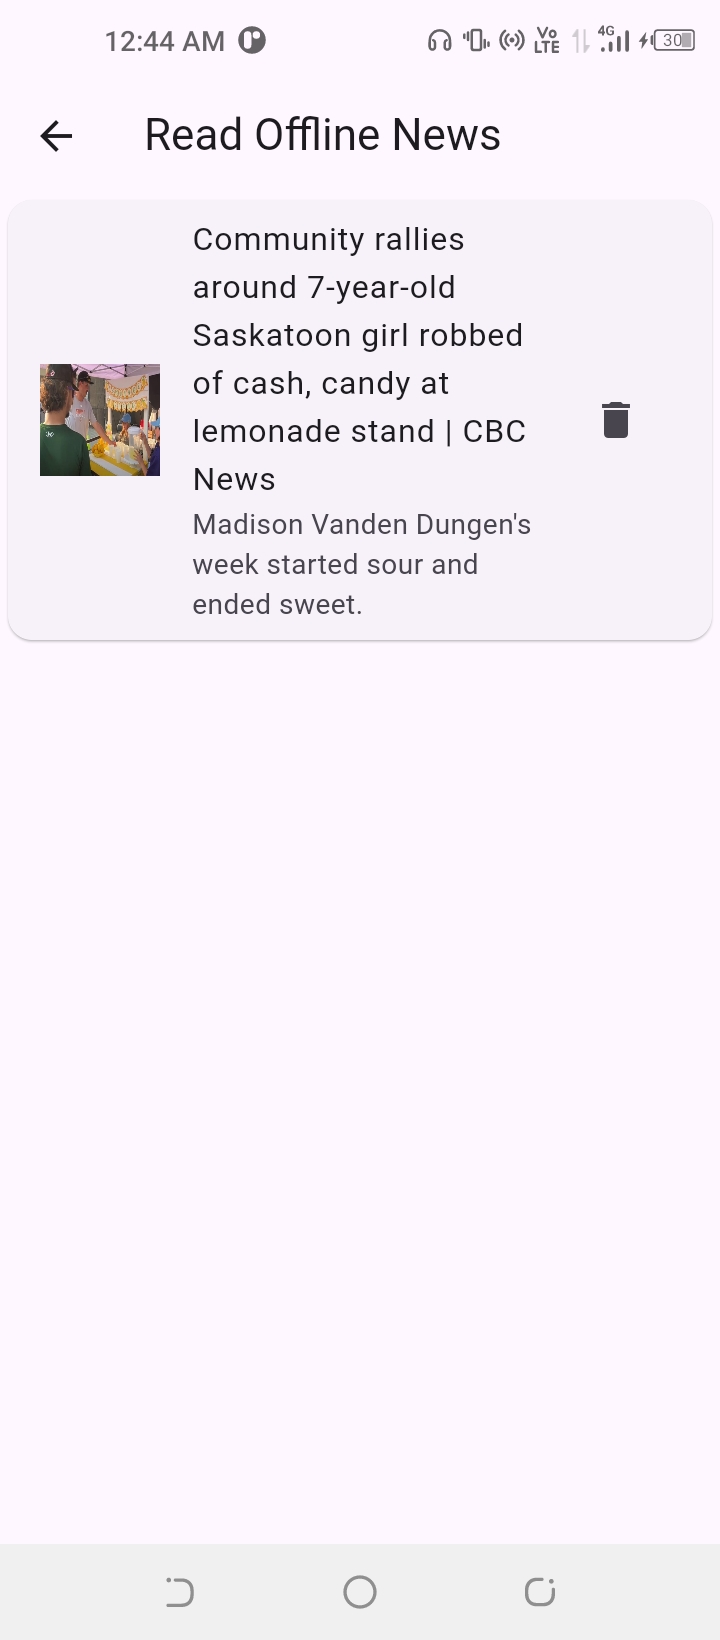 12:44 AM Vo LTE 4G 30
Read Offline News
Community rallies
around 7-year-old
Saskatoon girl robbed
of cash, candy at
lemonade stand | CBC
News
Madison Vanden Dungen's
week started sour and
ended sweet.